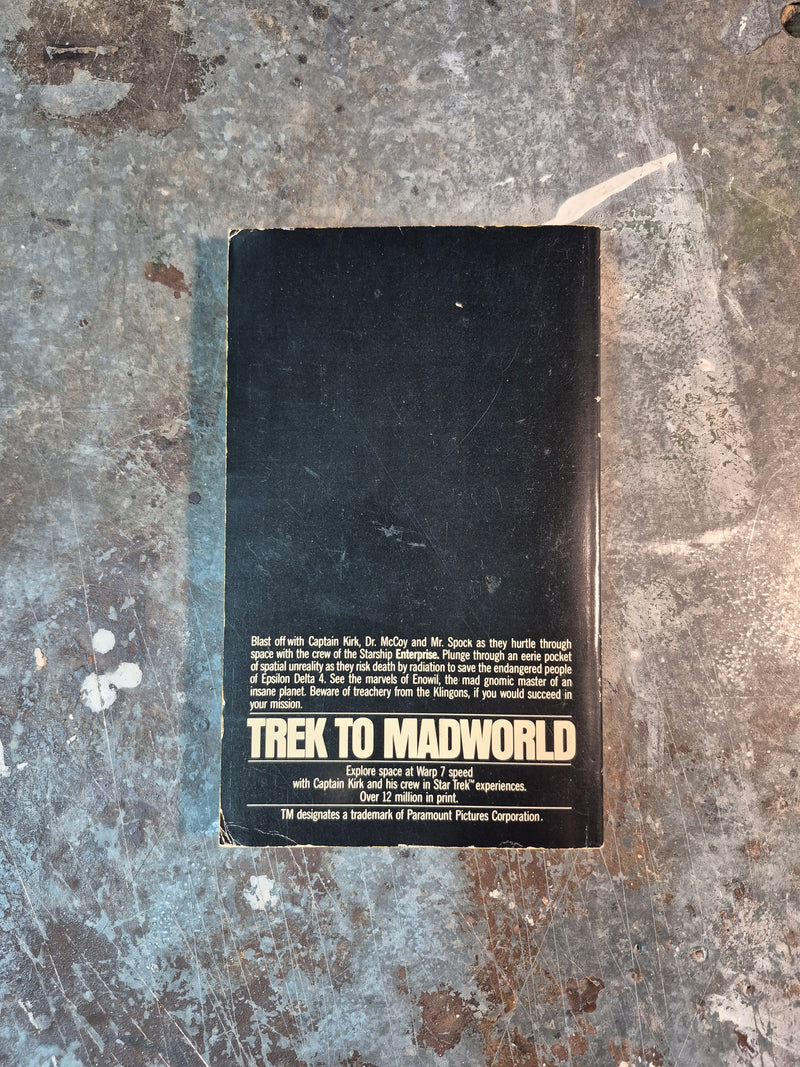 Blast off with Captain Kirk, Dr. McCoy and Mr. Spock as they hurtle through
space with the crew of the Starship Enterprise. Plunge through an eerie pocket
of spatial unreality as they risk death by radiation to save the endangered people
of Epsilon Delta 4. See the marvels of Enowil, the mad gnomic master of an
insane planet. Beware of treachery from the Klingons, if you would succeed in
your mission.
TREK TO MADWORLD
Explore space at Warp 7 speed
with Captain Kirk and his crew in Star Trek™ experiences.
Over 12 million in print.
TM designates a trademark of Paramount Pictures Corporation.